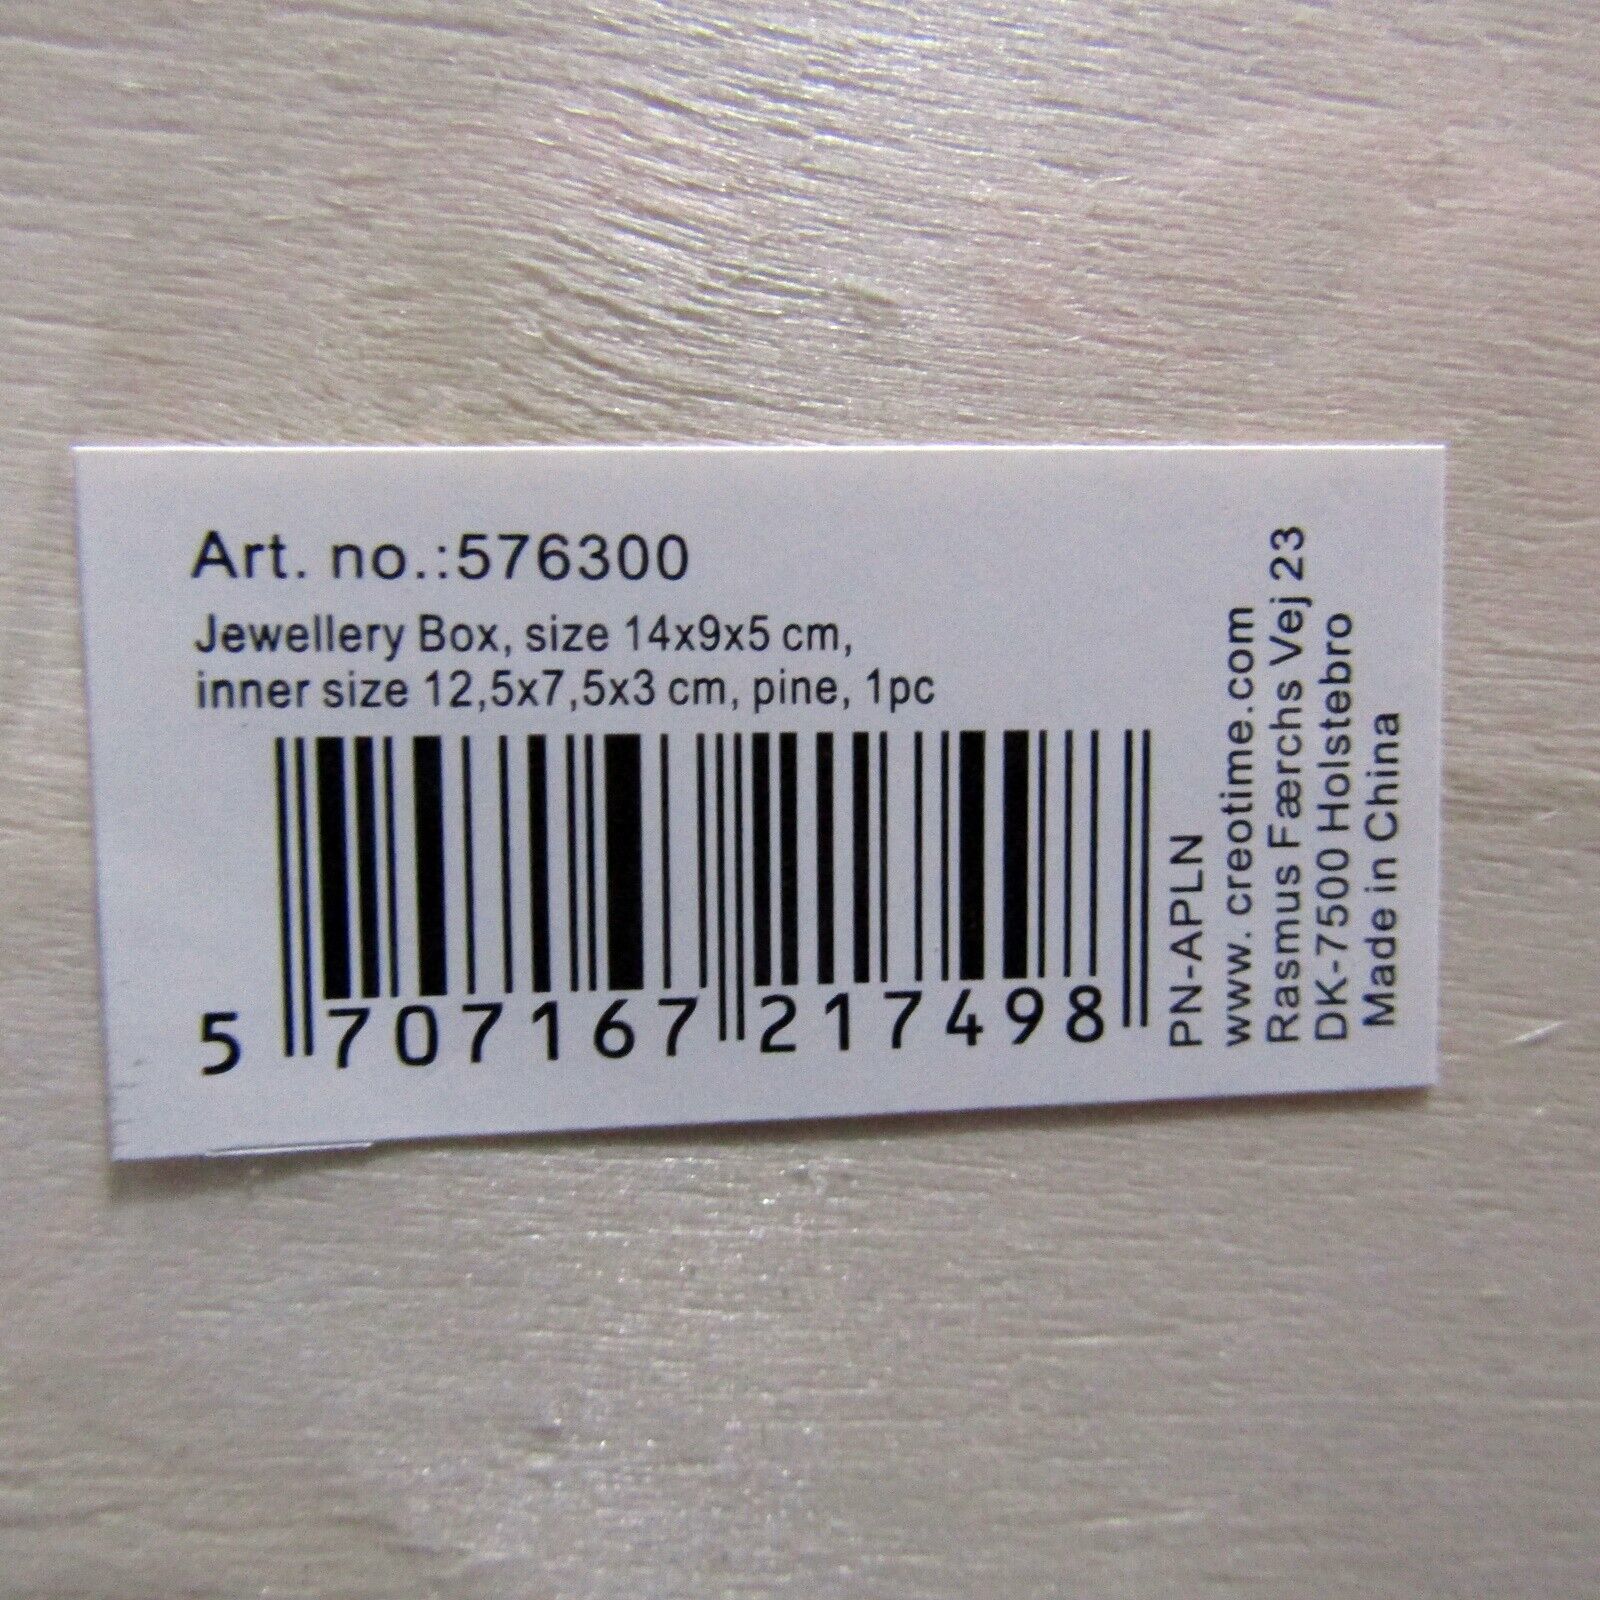 Art. no.:576300
Jewellery Box, size 14x9x5 cm,
inner size 12,5x7,5x3 cm, pine, 1pc
5 707167 217498
PN-APLN
www. creotime.com
Rasmus Færchs Vej 23
DK-7500 Holstebro
Made in China